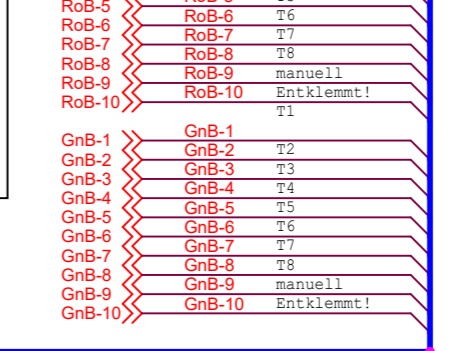 RoB-5
RoB-6 RoB-6 T6
RoB-7 RoB-7 T7
RoB-8 RoB-8 T8
RoB-9 RoB-9 manuell
RoB-10 RoB-10 Entklemmt!
T1
GnB-1 GnB-1
GnB-2 GnB-2 T2
GnB-3 GnB-3 T3
GnB-4 GnB-4 T4
GnB-5 GnB-5 T5
GnB-6 GnB-6 T6
GnB-7 GnB-7 T7
GnB-8 GnB-8 T8
GnB-9 GnB-9 manuell
GnB-10 GnB-10 Entklemmt!